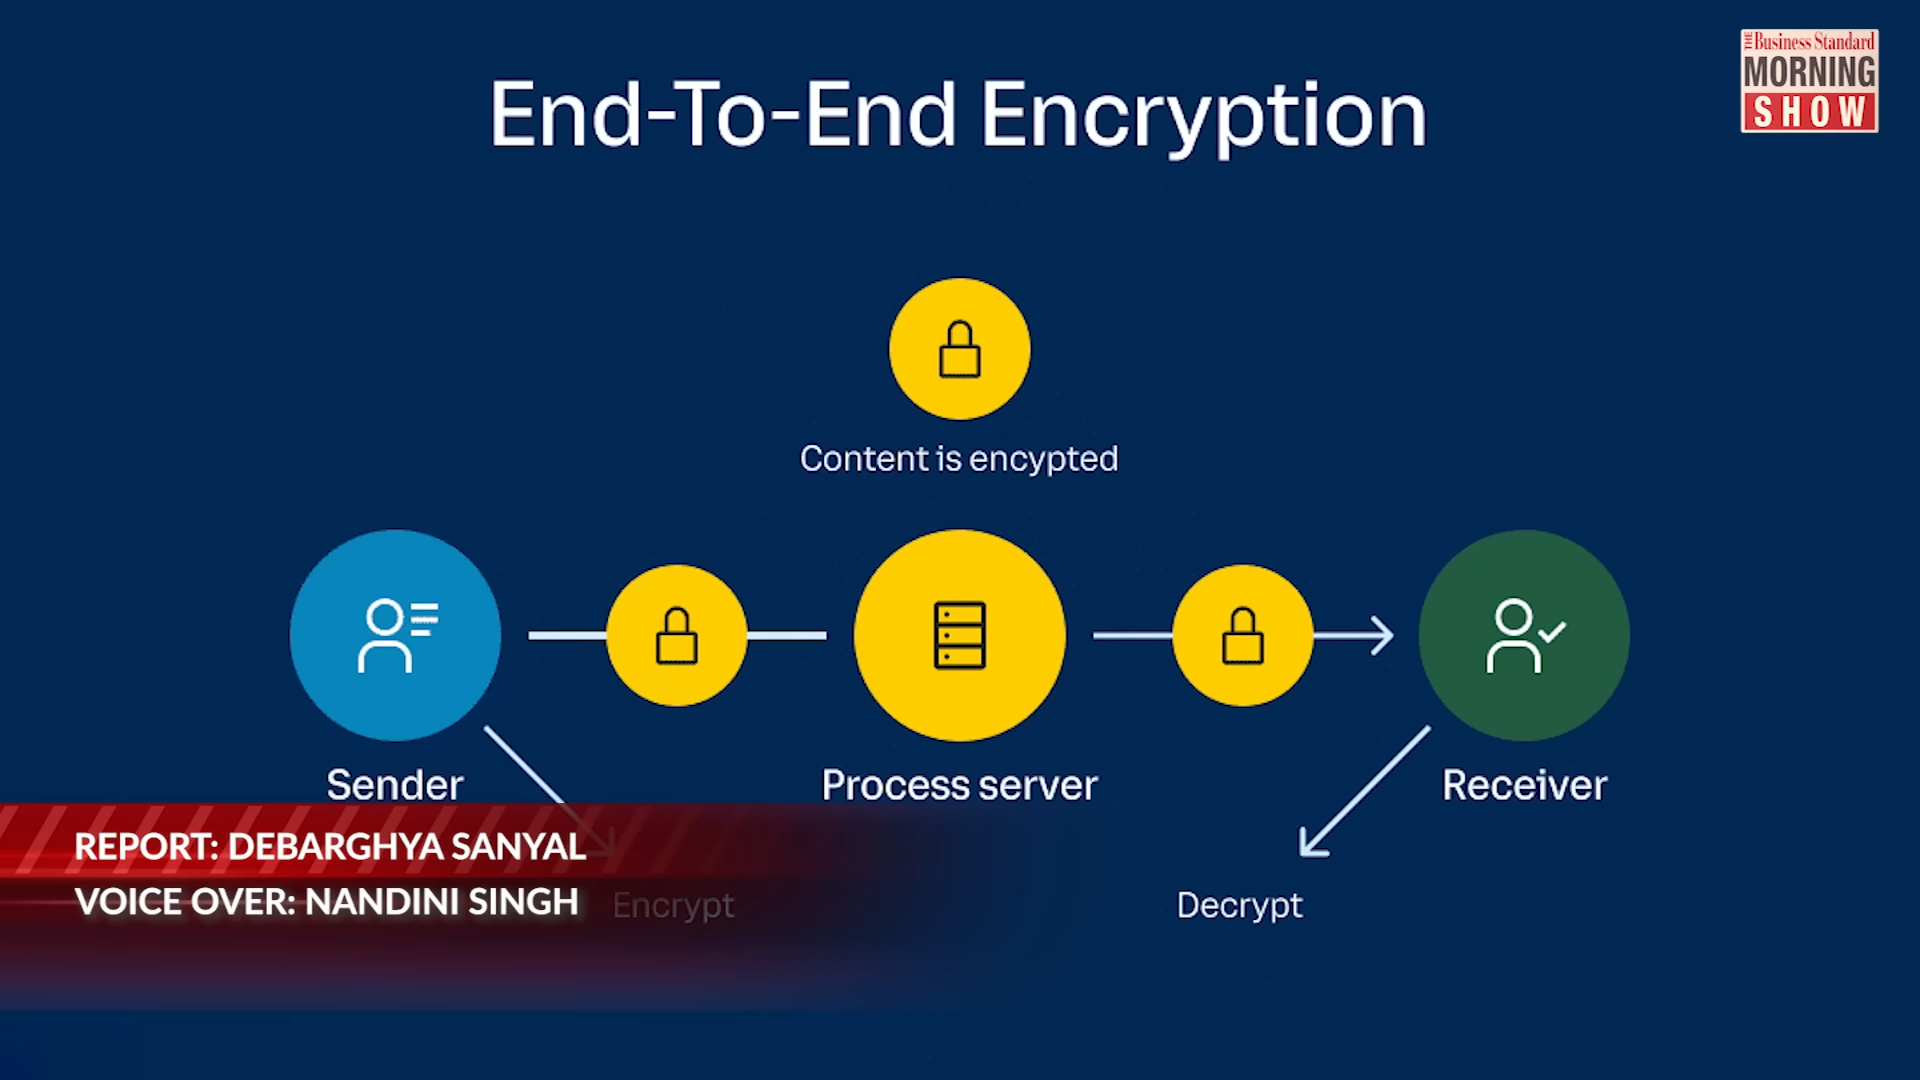 THE Business Standard
MORNING
SHOW
End-To-End Encryption
Content is encypted
Sender
Process server
Receiver
REPORT: DEBARGHYA SANYAL
VOICE OVER: NANDINI SINGH
Encrypt
Decrypt